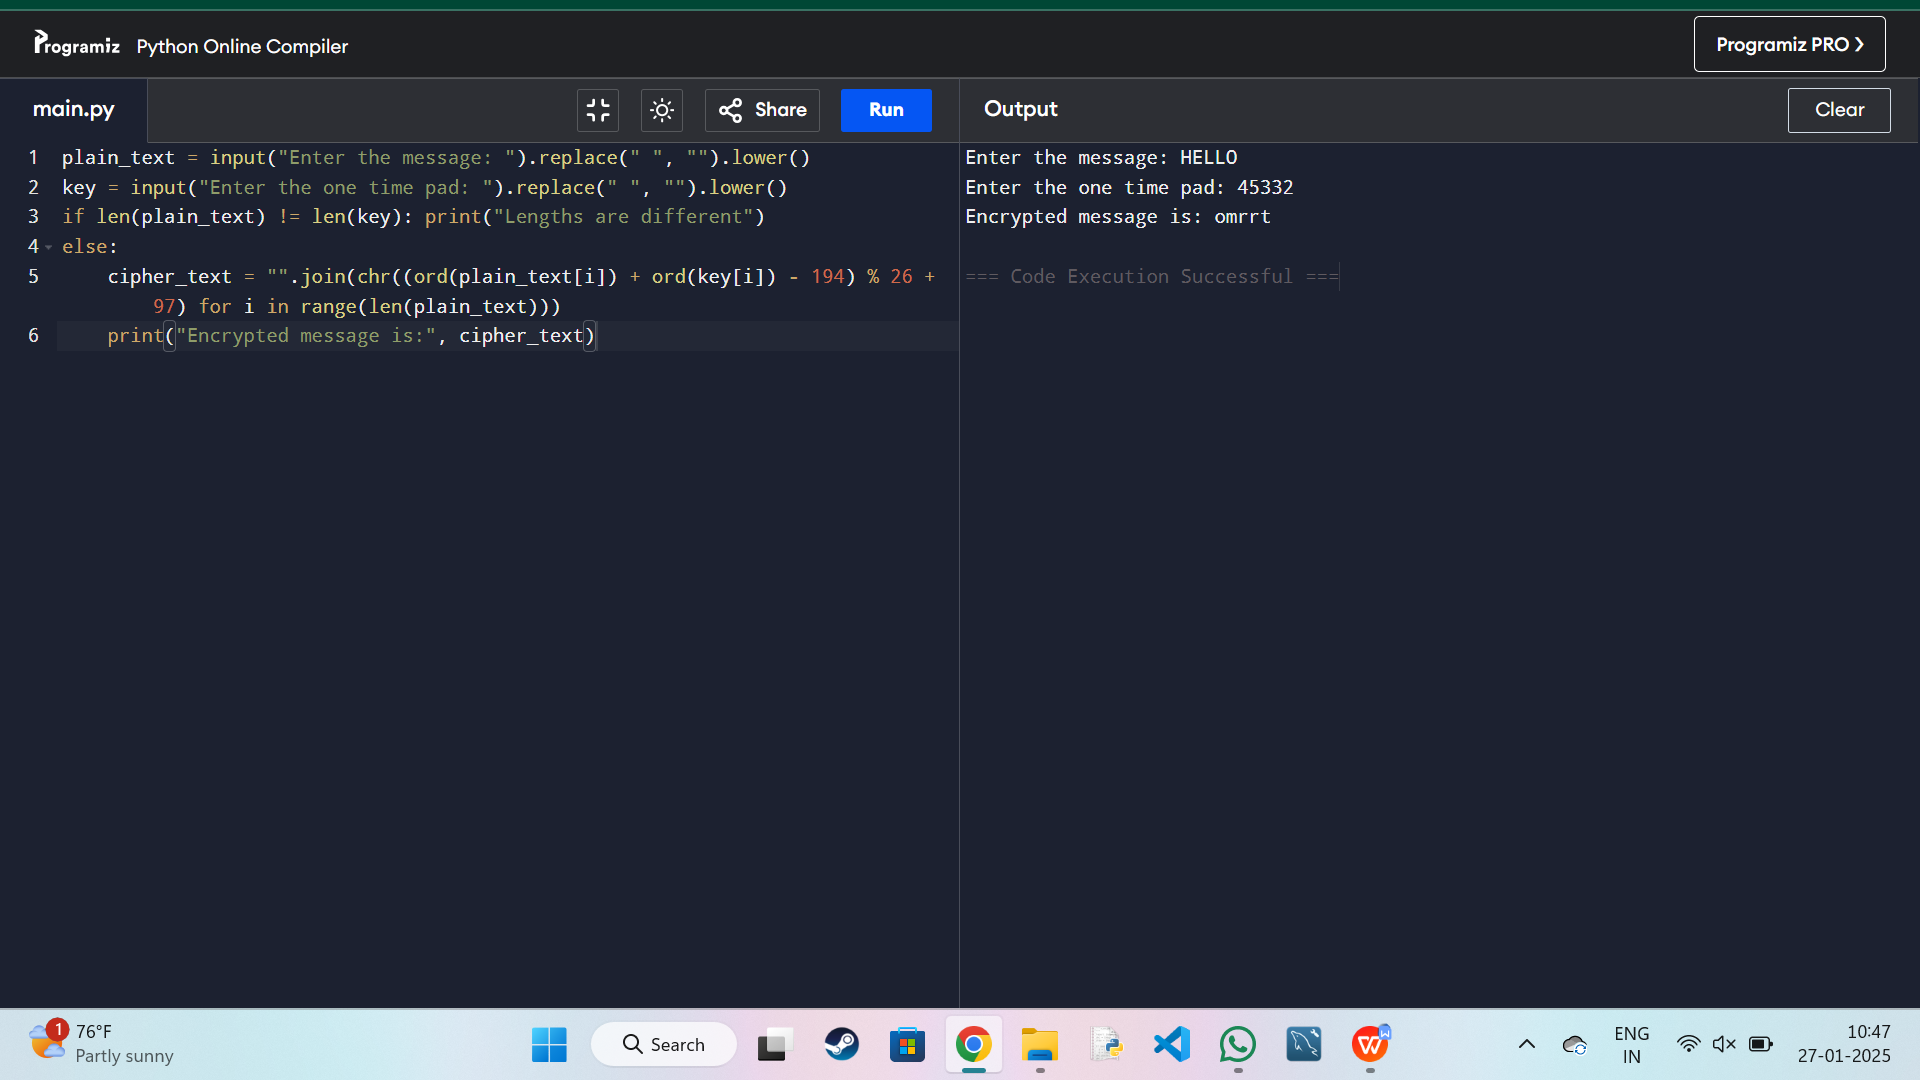 Programiz Python Online Compiler
Programiz PRO ❯
main.py
Share
Run
Output
Clear
1 plain_text = input("Enter the message: ").replace(" ", "").lower()
2 key = input("Enter the one time pad: ").replace(" ", "").lower()
3 if len(plain_text) != len(key): print("Lengths are different")
4 else:
5 cipher_text = "".join(chr((ord(plain_text[i]) + ord(key[i]) - 194) % 26 +
97) for i in range(len(plain_text)))
6 print("Encrypted message is:", cipher_text)
Enter the message: HELLO
Enter the one time pad: 45332
Encrypted message is: omrrt
=== Code Execution Successful ===
1
76°F
Partly sunny
Search
W
W
ENG
IN
10:47
27-01-2025